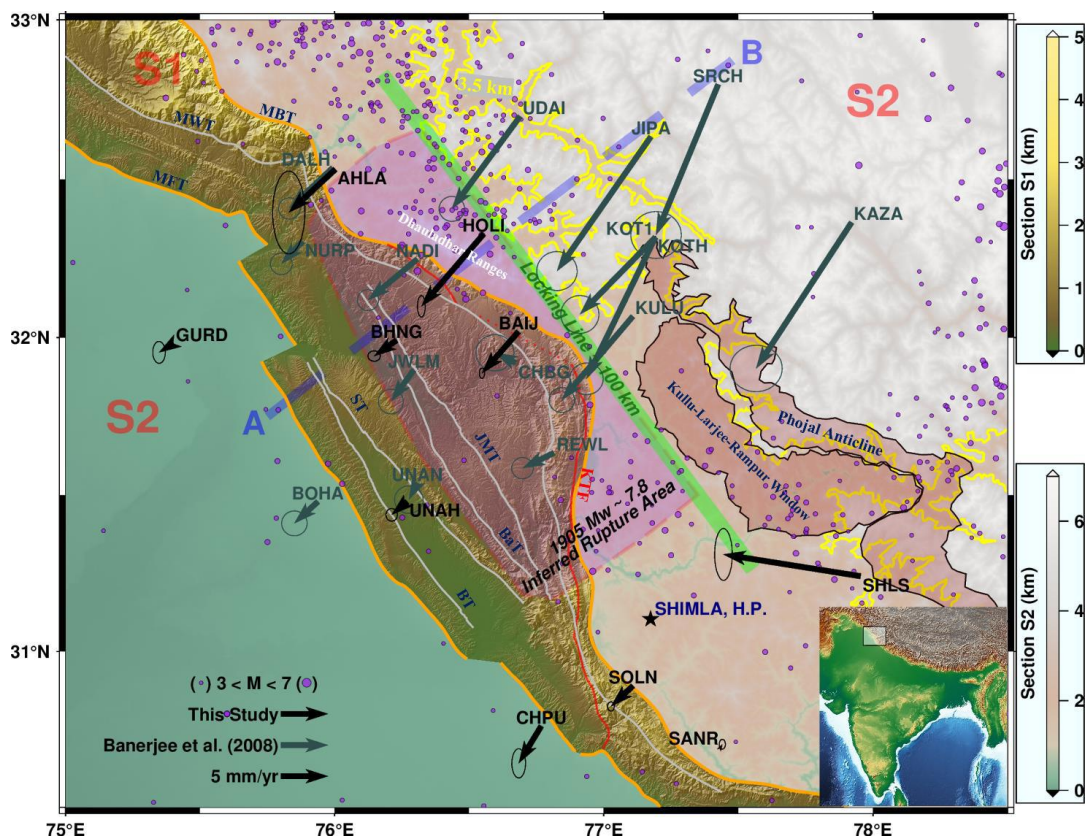 33°N
32°N
31°N
75°E
76°E
77°E
78°E
S1
MBT
MWT
MFT
3.5 km
B
SRCH
S2
UDAI
JIPA
DALH
AHLA
KAZA
HOLI
KOT1
KOTH
NURP
NADI
Dhauladhar Ranges
Locking Line ~ 100 km
KULU
GURD
BHNG
BAIJ
JWLM
CHBG
S2
A
ST
JMT
Kullu-Larjee-Rampur Window
Phojal Anticline
REWL
KJF
UNAN
BOHA
UNAH
BaT
1905 Mw ~ 7.8
Inferred Rupture Area
BT
SHLS
SHIMLA, H.P.
SOLN
CHPU
SANR
( ) 3 < M < 7 ( )
This Study
Banerjee et al. (2008)
5 mm/yr
Section S1 (km)
5
4
3
2
1
0
Section S2 (km)
6
4
2
0